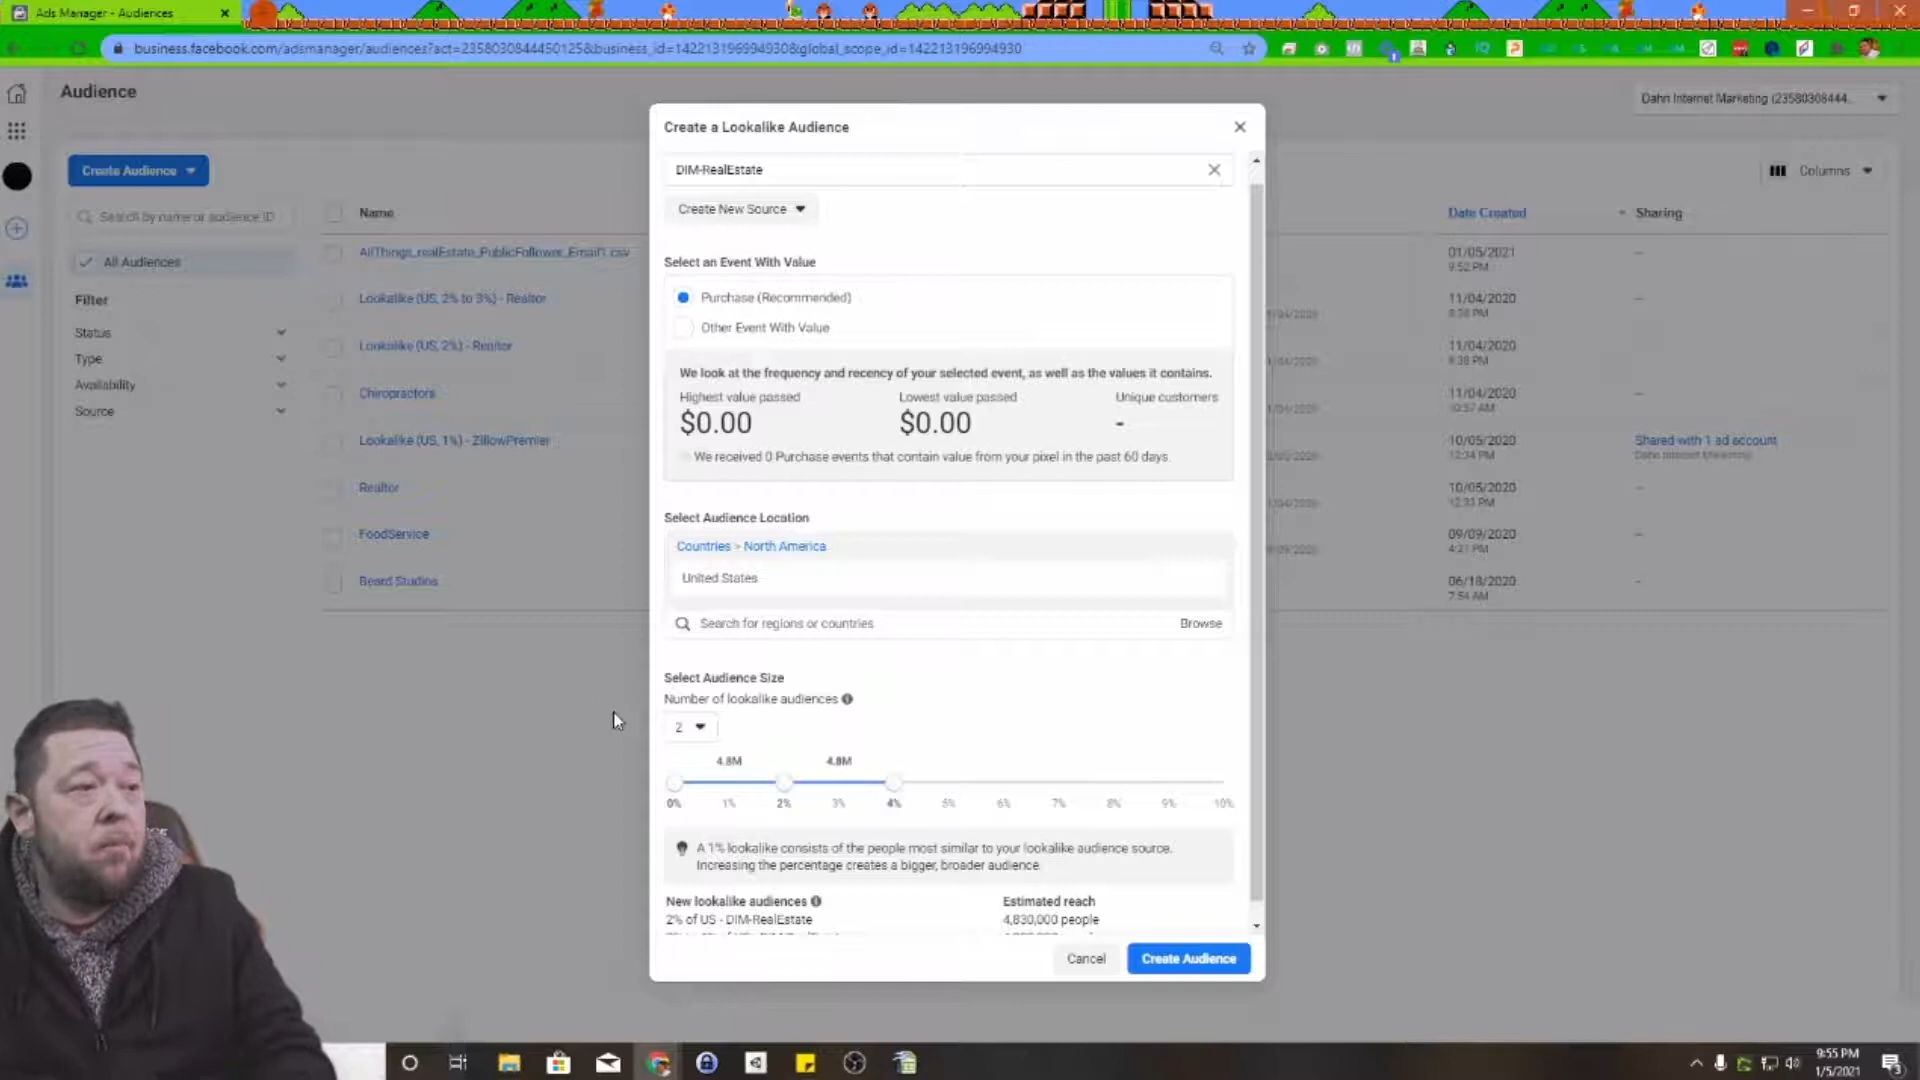 Ads Manager - Audiences
business.facebook.com/adsmanager/audiences?act=2358030844450125&business_id=142213196994930&global_scope_id=142213196994930
Audience
Dahn Internet Marketing (23580308444...
Create Audience
Columns
Search by name or audience ID
All Audiences
Filter
Status
Type
Availability
Source
Name
Date Created
Sharing
AllThings_realEstate_PublicFollower_Email1.csv
01/05/2021
9:52 PM
--
Lookalike (US, 2% to 3%) - Realtor
11/04/2020
8:38 PM
--
Lookalike (US, 2%) - Realtor
11/04/2020
8:38 PM
--
Chiropractors
11/04/2020
10:57 AM
--
Lookalike (US, 1%) - ZillowPremier
10/05/2020
12:34 PM
Shared with 1 ad account
Dahn Internet Marketing
Realtor
10/05/2020
12:33 PM
--
FoodService
09/09/2020
4:21 PM
--
Beard Studios
06/18/2020
7:54 AM
--
Create a Lookalike Audience
DIM-RealEstate
Create New Source
Select an Event With Value
Purchase (Recommended)
Other Event With Value
We look at the frequency and recency of your selected event, as well as the values it contains.
Highest value passed
Lowest value passed
Unique customers
$0.00
$0.00
-
We received 0 Purchase events that contain value from your pixel in the past 60 days.
Select Audience Location
Countries > North America
United States
Search for regions or countries
Browse
Select Audience Size
Number of lookalike audiences
2
4.8M 4.8M
0% 1% 2% 3% 4% 5% 6% 7% 8% 9% 10%
A 1% lookalike consists of the people most similar to your lookalike audience source.
Increasing the percentage creates a bigger, broader audience.
New lookalike audiences
Estimated reach
2% of US - DIM-RealEstate
4,830,000 people
Cancel
Create Audience
9:55 PM
1/5/2021